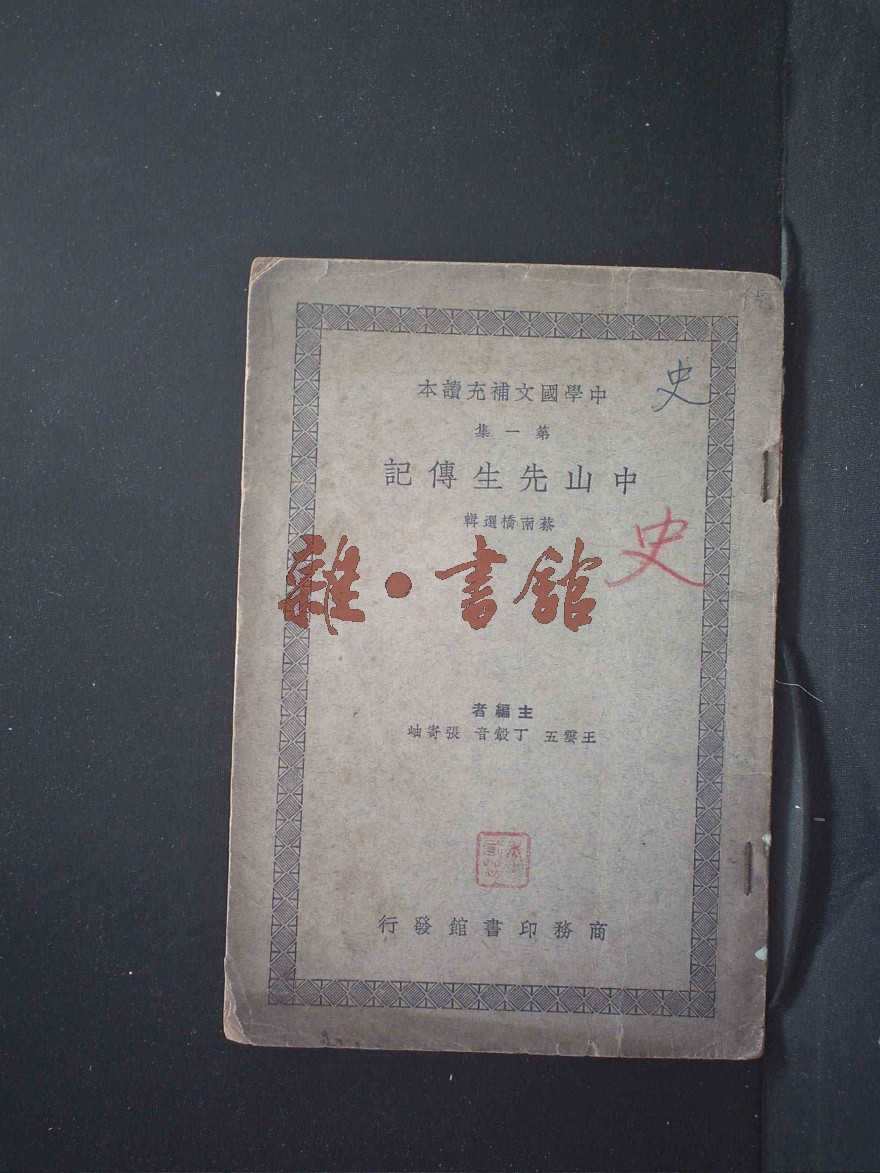 中學國文補充讀本
史
第一集
中山先生傳記
蔡南橋選輯
史
雜·書館
主編者
王雲五 丁瑴音 張寄岫
商務印書館發行